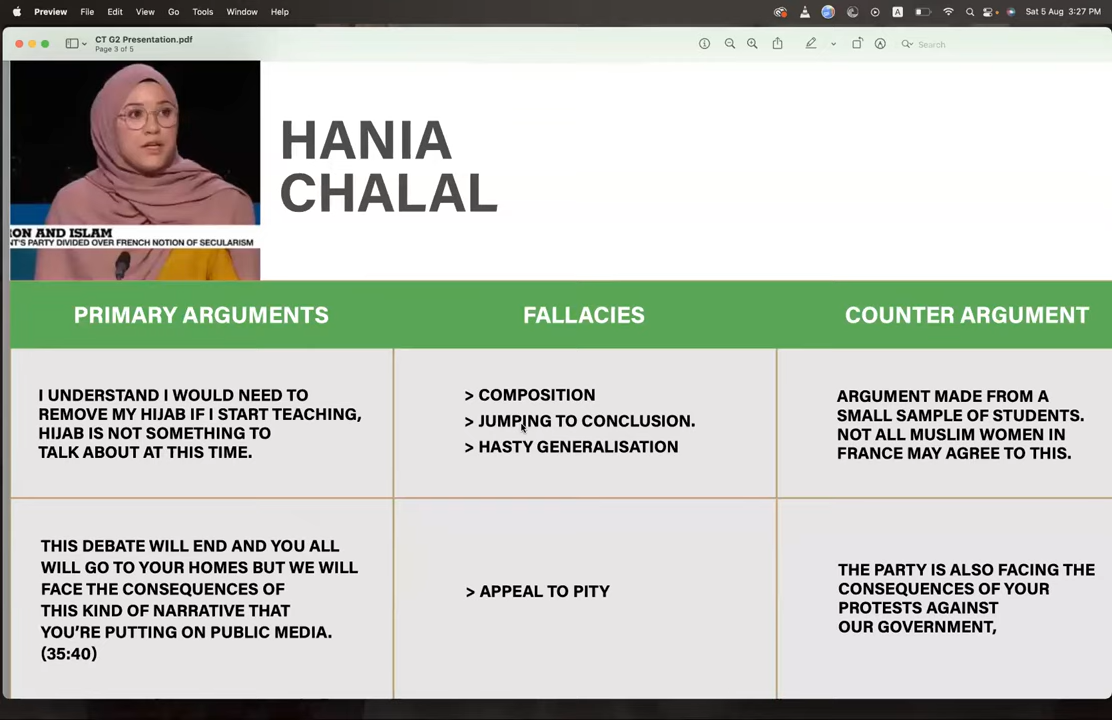 Preview File Edit View Go Tools Window Help
A
Sat 5 Aug 3:27 PM
CT G2 Presentation.pdf
Page 3 of 5
Search
ON AND ISLAM
NT'S PARTY DIVIDED OVER FRENCH NOTION OF SECULARISM
HANIA
CHALAL
PRIMARY ARGUMENTS
FALLACIES
COUNTER ARGUMENT
I UNDERSTAND I WOULD NEED TO
REMOVE MY HIJAB IF I START TEACHING,
HIJAB IS NOT SOMETHING TO
TALK ABOUT AT THIS TIME.
> COMPOSITION
> JUMPING TO CONCLUSION.
> HASTY GENERALISATION
ARGUMENT MADE FROM A
SMALL SAMPLE OF STUDENTS.
NOT ALL MUSLIM WOMEN IN
FRANCE MAY AGREE TO THIS.
THIS DEBATE WILL END AND YOU ALL
WILL GO TO YOUR HOMES BUT WE WILL
FACE THE CONSEQUENCES OF
THIS KIND OF NARRATIVE THAT
YOU'RE PUTTING ON PUBLIC MEDIA.
(35:40)
> APPEAL TO PITY
THE PARTY IS ALSO FACING THE
CONSEQUENCES OF YOUR
PROTESTS AGAINST
OUR GOVERNMENT,